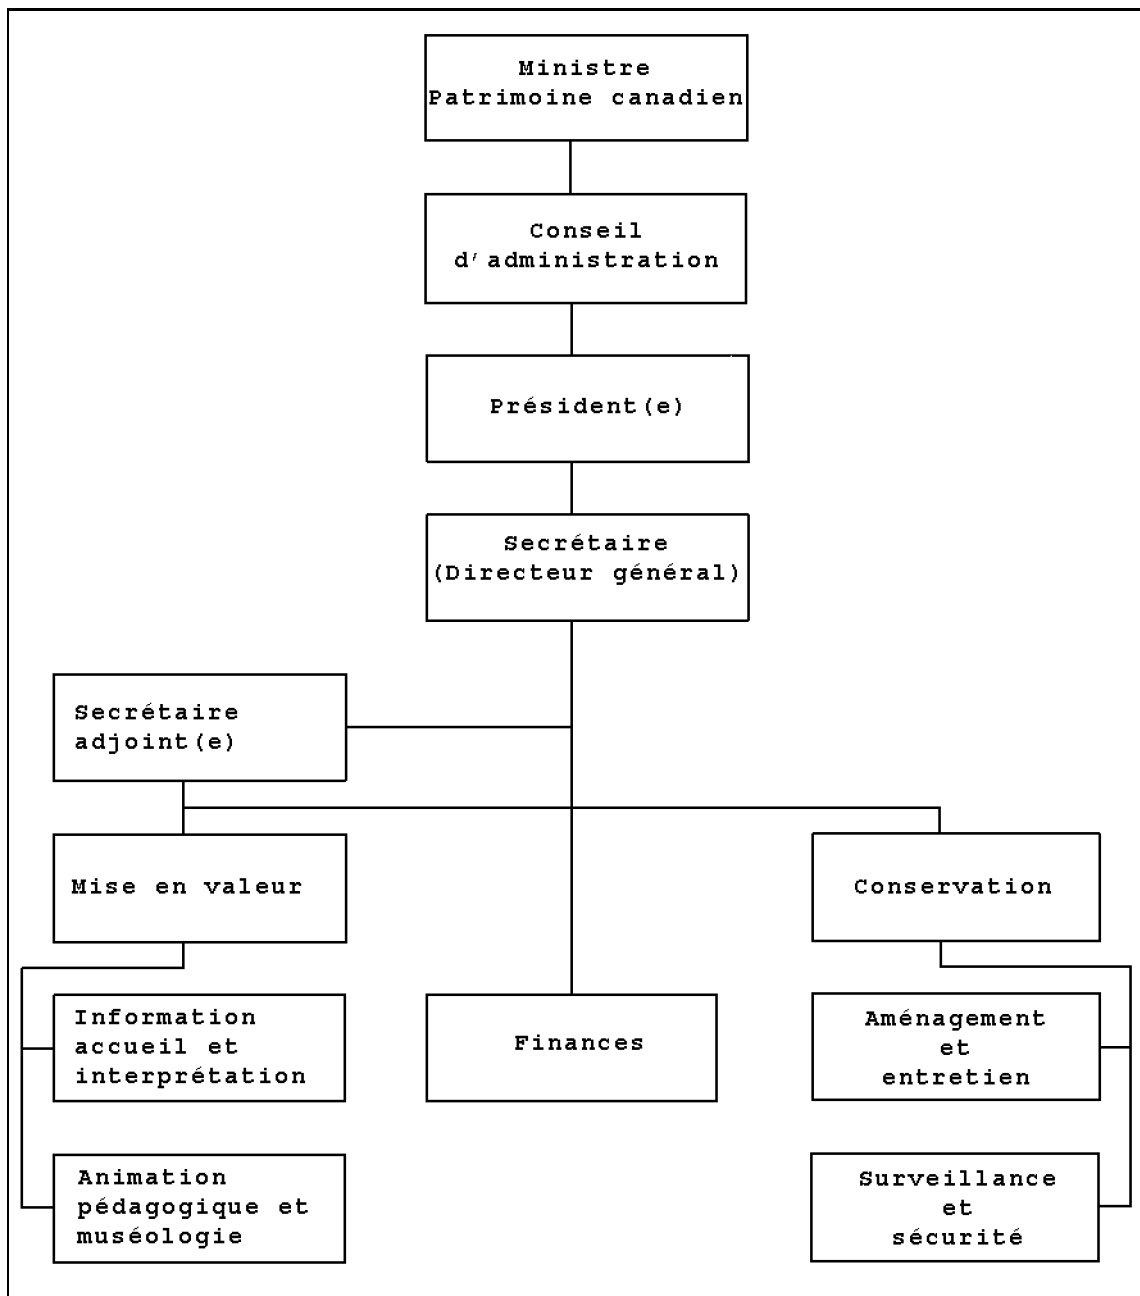 Ministre
Patrimoine canadien
Conseil
d'administration
Président(e)
Secrétaire
(Directeur général)
Secrétaire
adjoint(e)
Mise en valeur
Conservation
Information
accueil et
interprétation
Finances
Aménagement
et
entretien
Animation
pédagogique et
muséologie
Surveillance
et
sécurité